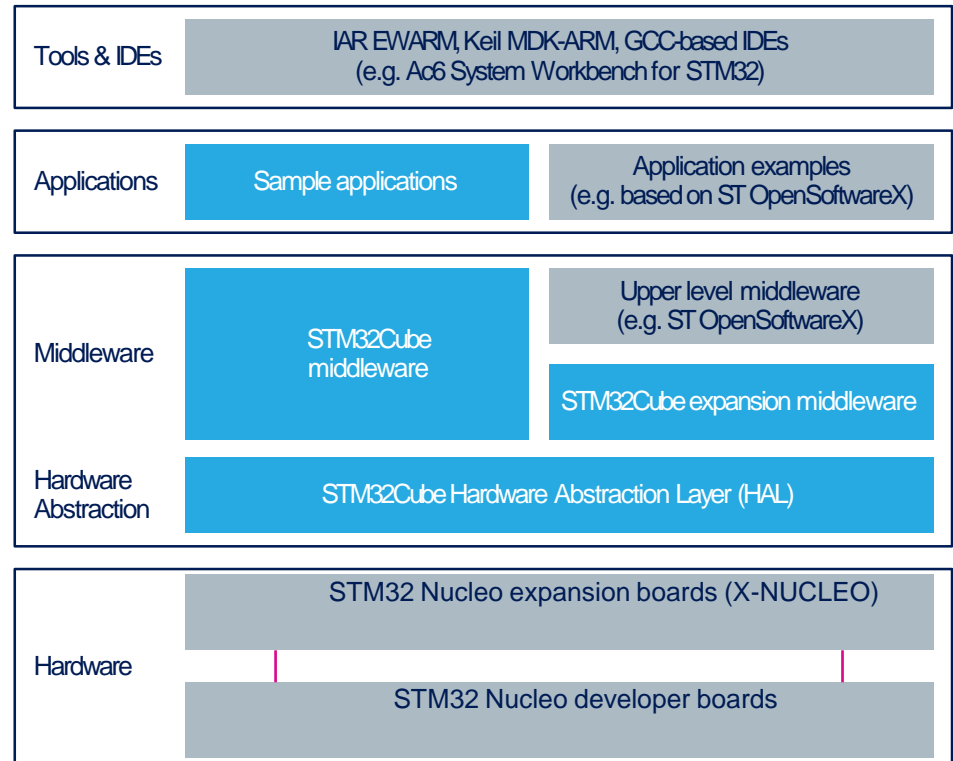 Tools & IDEs
IAR EWARM, Keil MDK-ARM, GCC-based IDEs
(e.g. Ac6 System Workbench for STM32)
Applications
Sample applications
Application examples
(e.g. based on ST OpenSoftwareX)
Middleware
STM32Cube
middleware
Upper level middleware
(e.g. ST OpenSoftwareX)
STM32Cube expansion middleware
Hardware
Abstraction
STM32Cube Hardware Abstraction Layer (HAL)
Hardware
STM32 Nucleo expansion boards (X-NUCLEO)
STM32 Nucleo developer boards